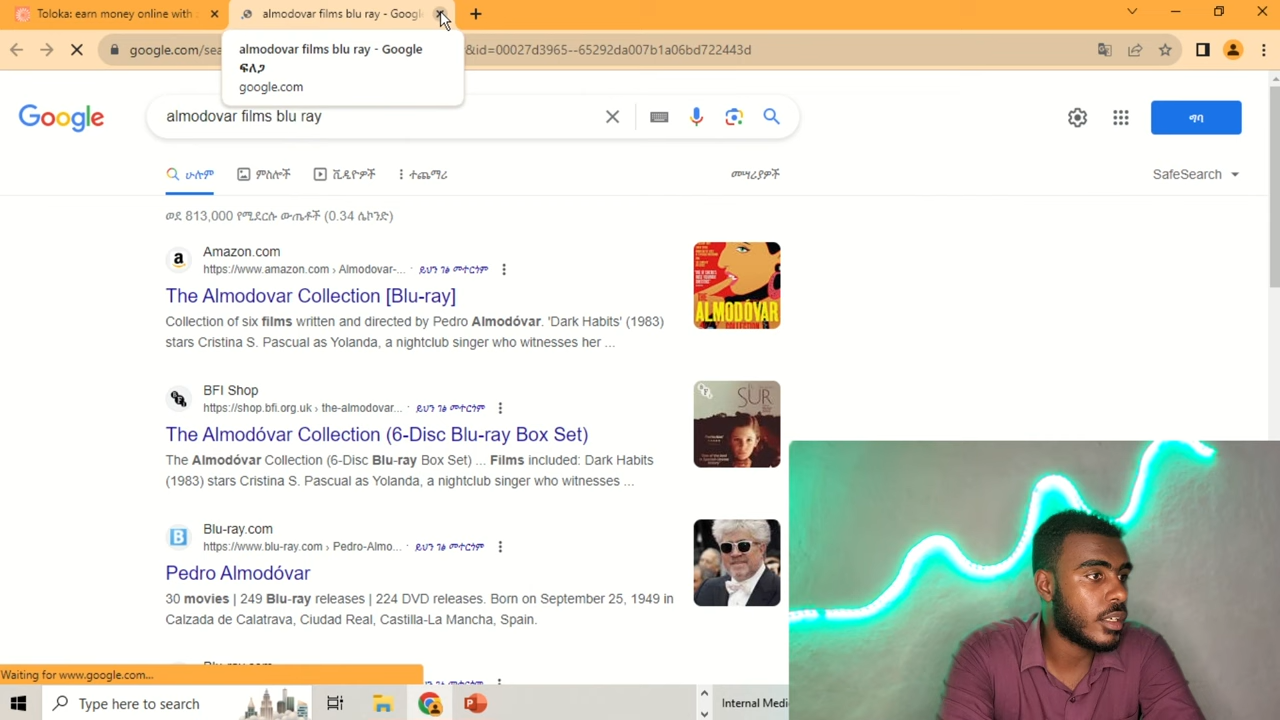 Toloka: earn money online with
almodovar films blu ray - Googl
google.com/sea
&id=00027d3965--65292da007b1a06bd722443d
almodovar films blu ray - Google
ፍለጋ
google.com
Google
almodovar films blu ray
ግባ
ሁሉም
ምስሎች
ቪዲዮዎች
ተጨማሪ
መሣሪያዎች
SafeSearch
ወደ 813,000 የሚደርሱ ውጤቶች (0.34 ሴኮንድ)
Amazon.com
https://www.amazon.com › Almodovar-... · ይህን ገፅ መተርጎም
The Almodovar Collection [Blu-ray]
Collection of six films written and directed by Pedro Almodóvar. 'Dark Habits' (1983)
stars Cristina S. Pascual as Yolanda, a nightclub singer who witnesses her ...
ALMODÓVAR
BFI Shop
https://shop.bfi.org.uk › the-almodovar... · ይህን ገፅ መተርጎም
The Almodóvar Collection (6-Disc Blu-ray Box Set)
The Almodóvar Collection (6-Disc Blu-ray Box Set) ... Films included: Dark Habits
(1983) stars Cristina S. Pascual as Yolanda, a nightclub singer who witnesses ...
SUR
Blu-ray.com
https://www.blu-ray.com › Pedro-Almo... · ይህን ገፅ መተርጎም
Pedro Almodóvar
30 movies | 249 Blu-ray releases | 224 DVD releases. Born on September 25, 1949 in
Calzada de Calatrava, Ciudad Real, Castilla-La Mancha, Spain.
Waiting for www.google.com...
Type here to search
Internal Medi